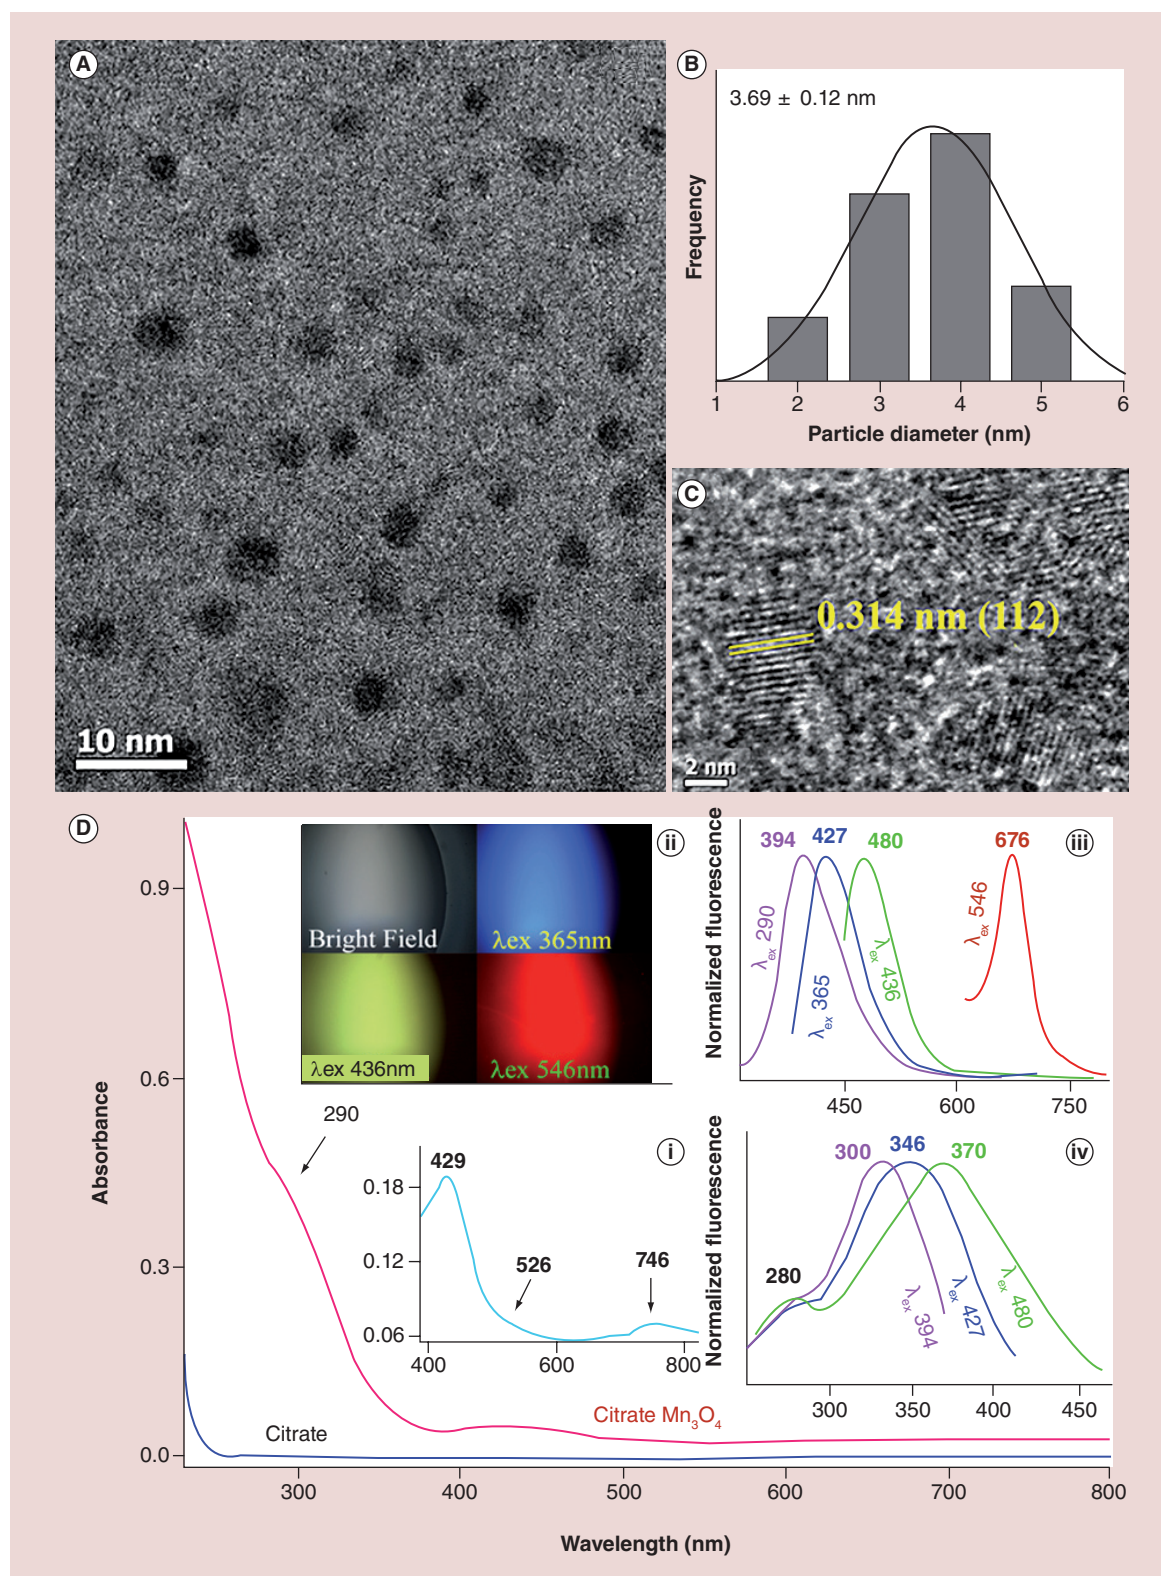 A
10 nm
B
3.69 ± 0.12 nm
Frequency
1 2 3 4 5 6
Particle diameter (nm)
C
0.314 nm (112)
2 nm
D
Absorbance
0.9
0.6
0.3
0.0
290
Citrate
Citrate Mn3O4
300 400 500 600 700 800
Wavelength (nm)
ii
Bright Field
λex 365nm
λex 436nm
λex 546nm
i
429
526
746
0.18
0.12
0.06
400 600 800
iii
Normalized fluorescence
394 427 480 676
λex 290
λex 365
λex 436
λex 546
450 600 750
iv
Normalized fluorescence
300 346 370
280
λex 394
λex 427
λex 480
300 350 400 450